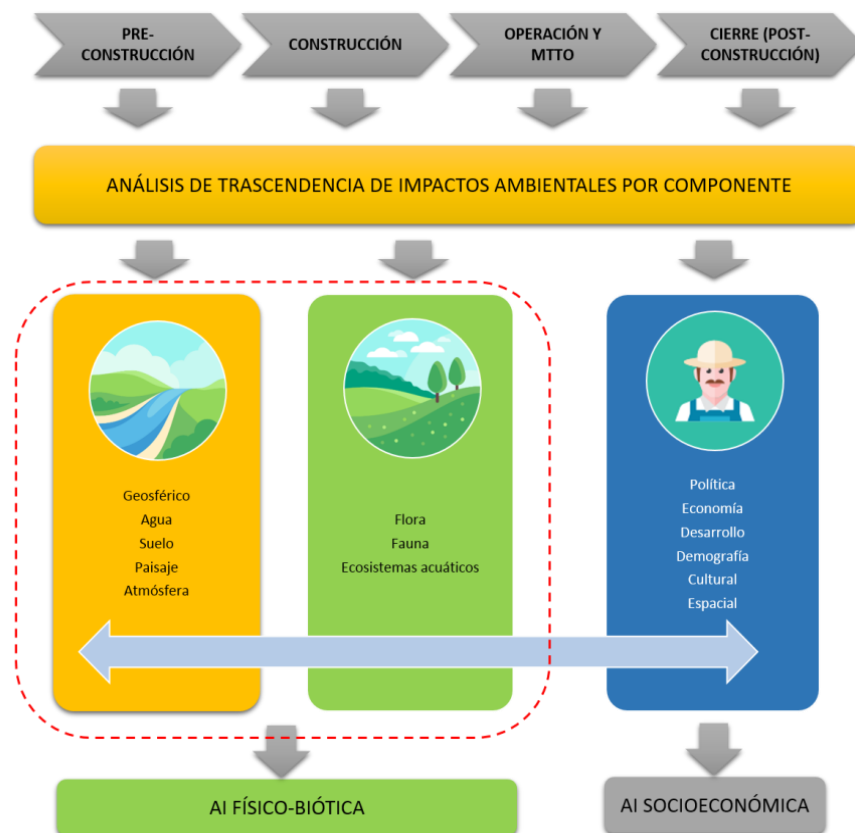 PRE-
CONSTRUCCIÓN
CONSTRUCCIÓN
OPERACIÓN Y
MTTO
CIERRE (POST-
CONSTRUCCIÓN)
ANÁLISIS DE TRASCENDENCIA DE IMPACTOS AMBIENTALES POR COMPONENTE
Geosférico
Agua
Suelo
Paisaje
Atmósfera
Flora
Fauna
Ecosistemas acuáticos
Política
Economía
Desarrollo
Demografía
Cultural
Espacial
AI FÍSICO-BIÓTICA
AI SOCIOECONÓMICA